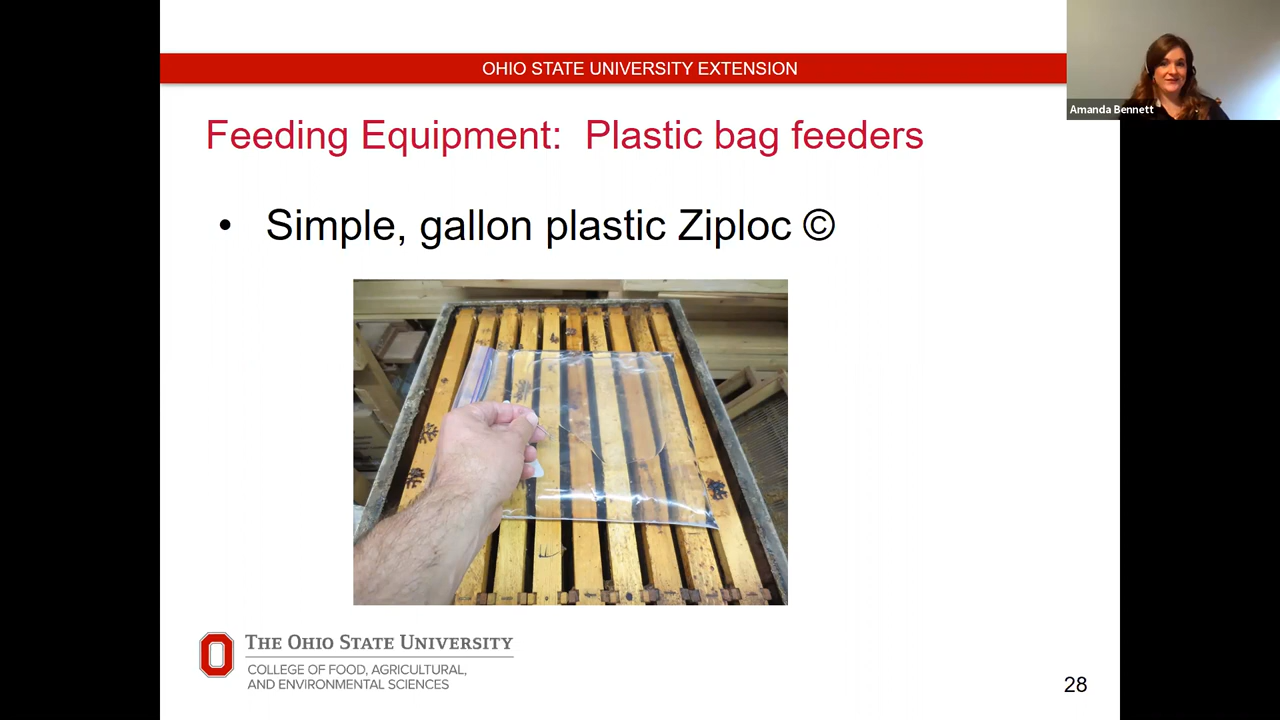 OHIO STATE UNIVERSITY EXTENSION
Amanda Bennett
Feeding Equipment:  Plastic bag feeders
• Simple, gallon plastic Ziploc ©
THE OHIO STATE UNIVERSITY
COLLEGE OF FOOD, AGRICULTURAL,
AND ENVIRONMENTAL SCIENCES
28